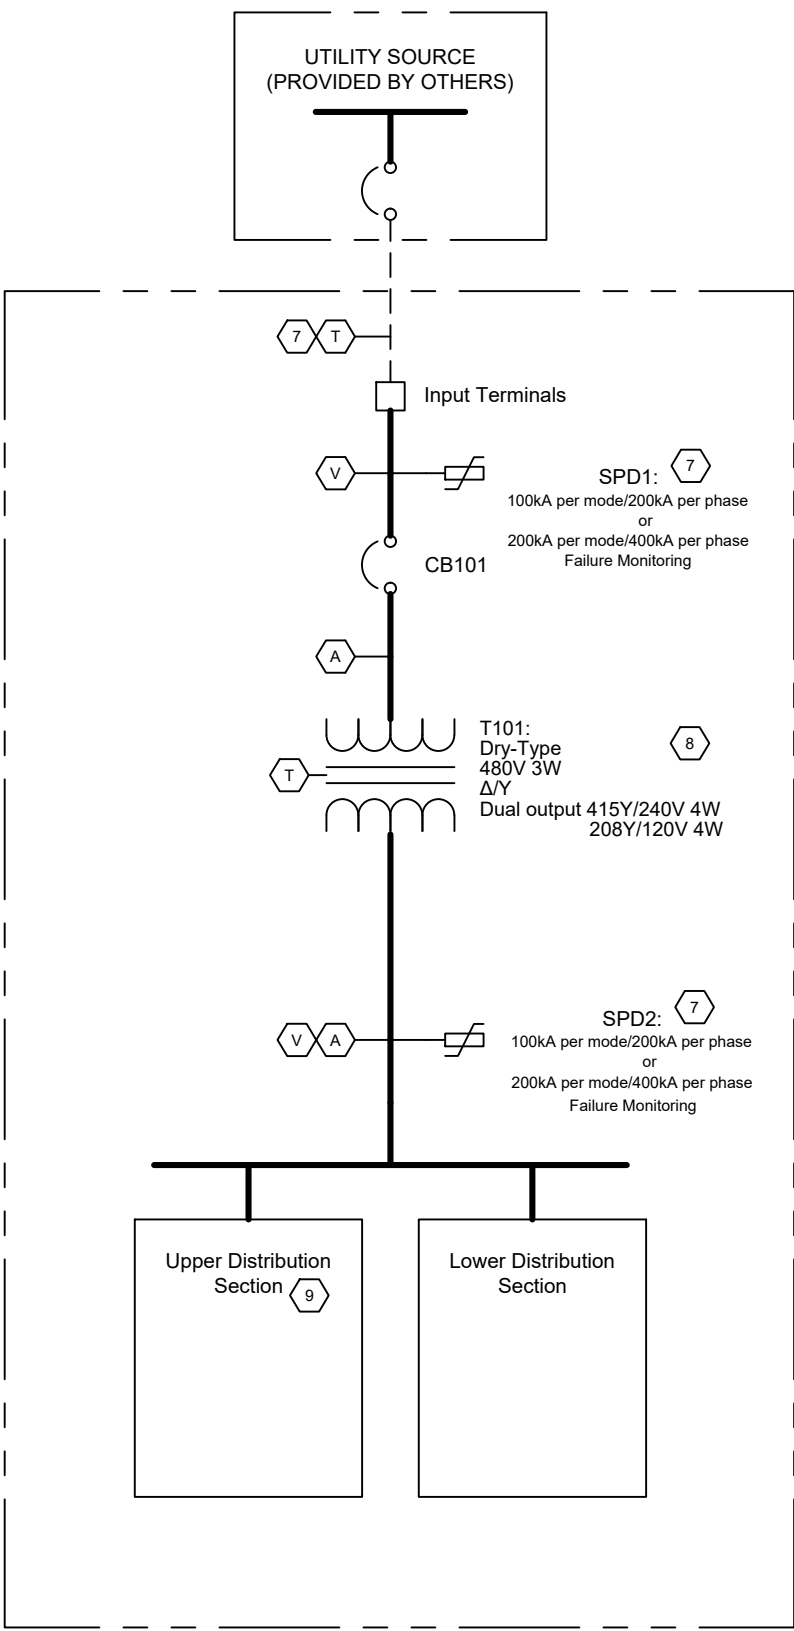 UTILITY SOURCE
(PROVIDED BY OTHERS)
7 T
Input Terminals
V
SPD1: 7
100kA per mode/200kA per phase
or
200kA per mode/400kA per phase
Failure Monitoring
CB101
A
T101:
Dry-Type
480V 3W
Δ/Y
Dual output 415Y/240V 4W
208Y/120V 4W
8
T
V A
SPD2: 7
100kA per mode/200kA per phase
or
200kA per mode/400kA per phase
Failure Monitoring
Upper Distribution
Section 9
Lower Distribution
Section